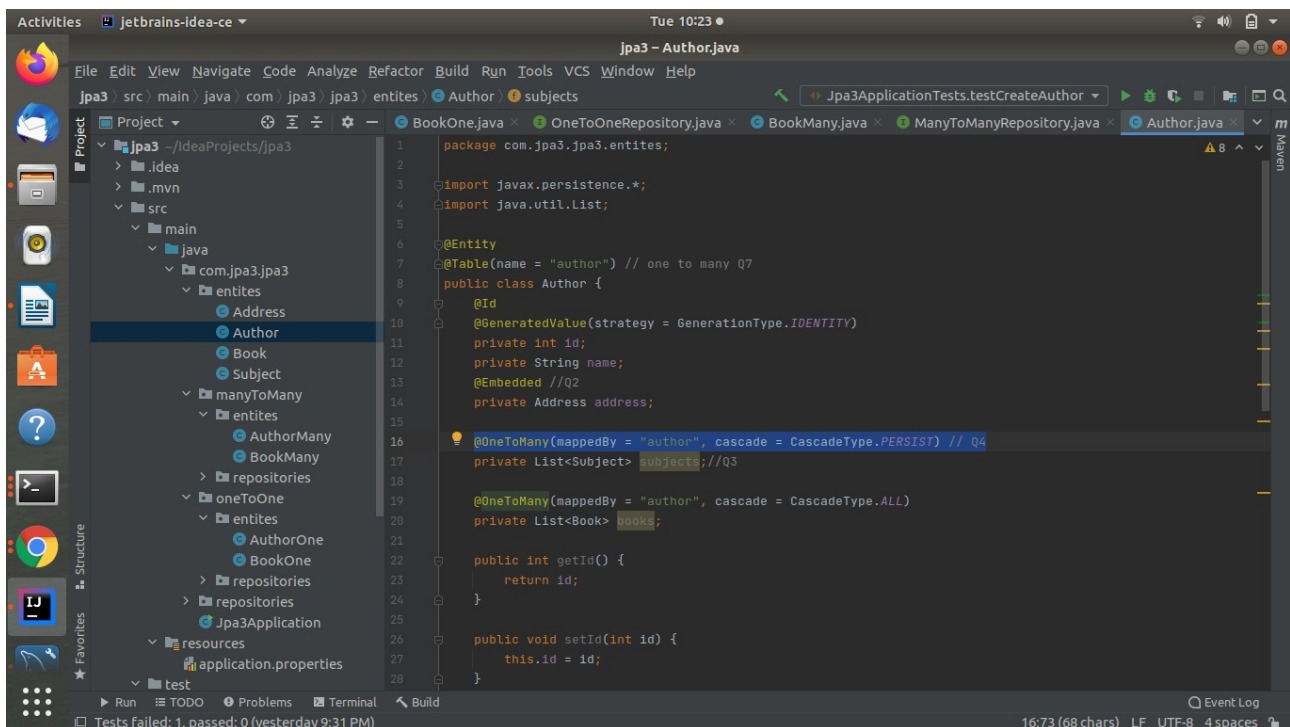 Activities jetbrains-idea-ce Tue 10:23
jpa3 – Author.java
File Edit View Navigate Code Analyze Refactor Build Run Tools VCS Window Help
jpa3 src main java com jpa3 jpa3 entites Author subjects Jpa3ApplicationTests.testCreateAuthor
Project BookOne.java OneToOneRepository.java BookMany.java ManyToManyRepository.java Author.java
Project
Maven
Structure
Favorites
jpa3 ~/IdeaProjects/jpa3
.idea
.mvn
src
main
java
com.jpa3.jpa3
entites
Address
Author
Book
Subject
manyToMany
entites
AuthorMany
BookMany
repositories
oneToOne
entites
AuthorOne
BookOne
repositories
repositories
Jpa3Application
resources
application.properties
test
8
1 package com.jpa3.jpa3.entites;
2
3 import javax.persistence.*;
4 import java.util.List;
5
6 @Entity
7 @Table(name = "author") // one to many Q7
8 public class Author {
9 @Id
10 @GeneratedValue(strategy = GenerationType.IDENTITY)
11 private int id;
12 private String name;
13 @Embedded //Q2
14 private Address address;
15
16 @OneToMany(mappedBy = "author", cascade = CascadeType.PERSIST) // Q4
17 private List<Subject> subjects;//Q3
18
19 @OneToMany(mappedBy = "author", cascade = CascadeType.ALL)
20 private List<Book> books;
21
22 public int getId() {
23 return id;
24 }
25
26 public void setId(int id) {
27 this.id = id;
28 }
Run TODO Problems Terminal Build Event Log
Tests failed: 1, passed: 0 (yesterday 9:31 PM) 16:73 (68 chars) LF UTF-8 4 spaces